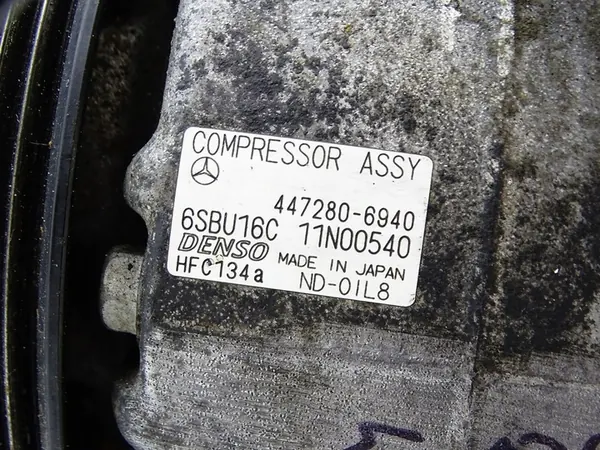 COMPRESSOR ASSY
447280-6940
6SBU16C 11N00540
DENSO MADE IN JAPAN
HFC134a ND-OIL8